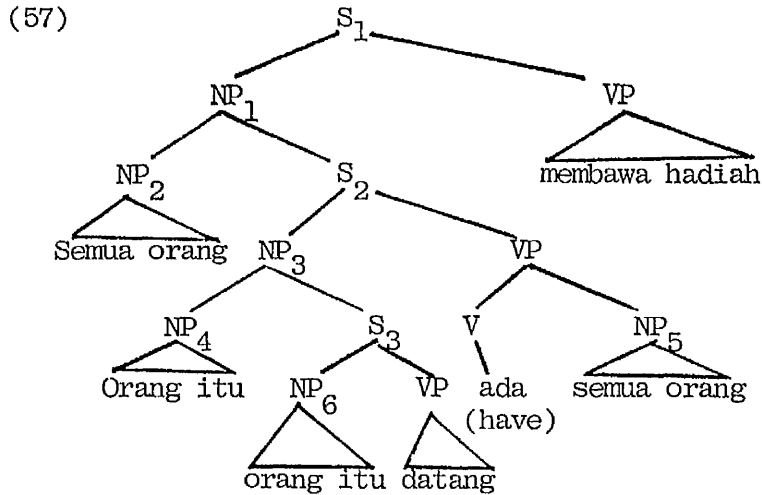 (57)
S1
NP1 VP
membawa hadiah
NP2 S2
Semua orang
NP3 VP
NP4 S3 V NP5
Orang itu
NP6 VP ada semua orang
(have)
orang itu datang